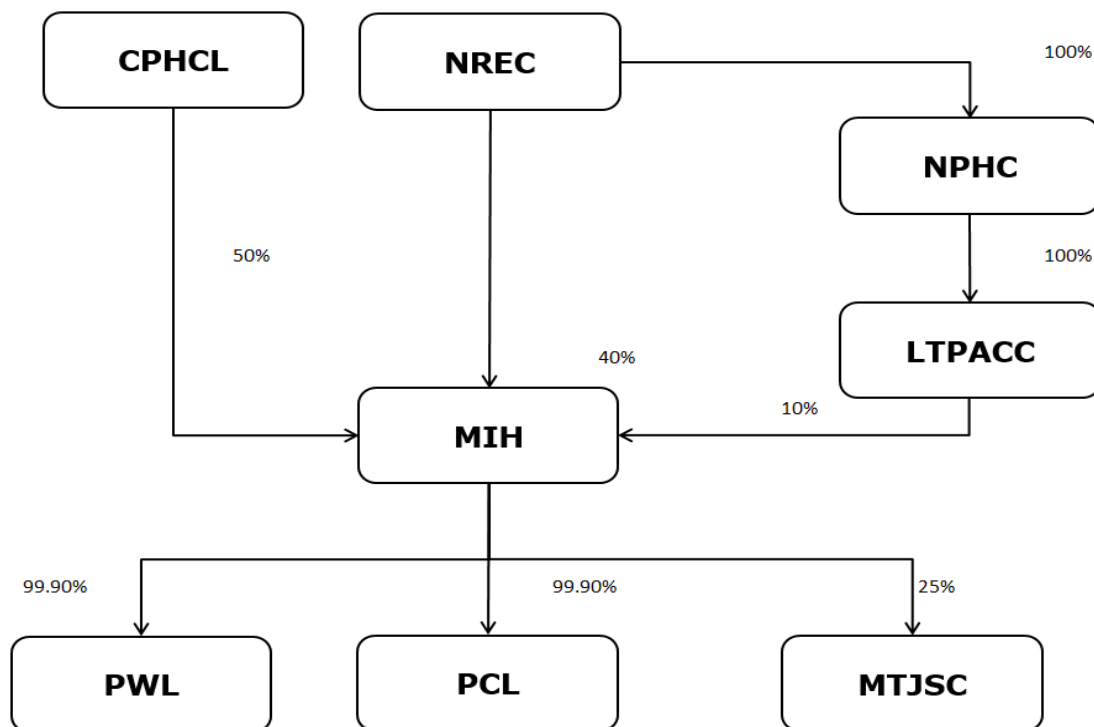 CPHCL
NREC
100%
NPHC
50%
100%
LTPACC
40%
10%
MIH
99.90%
99.90%
25%
PWL
PCL
MTJSC